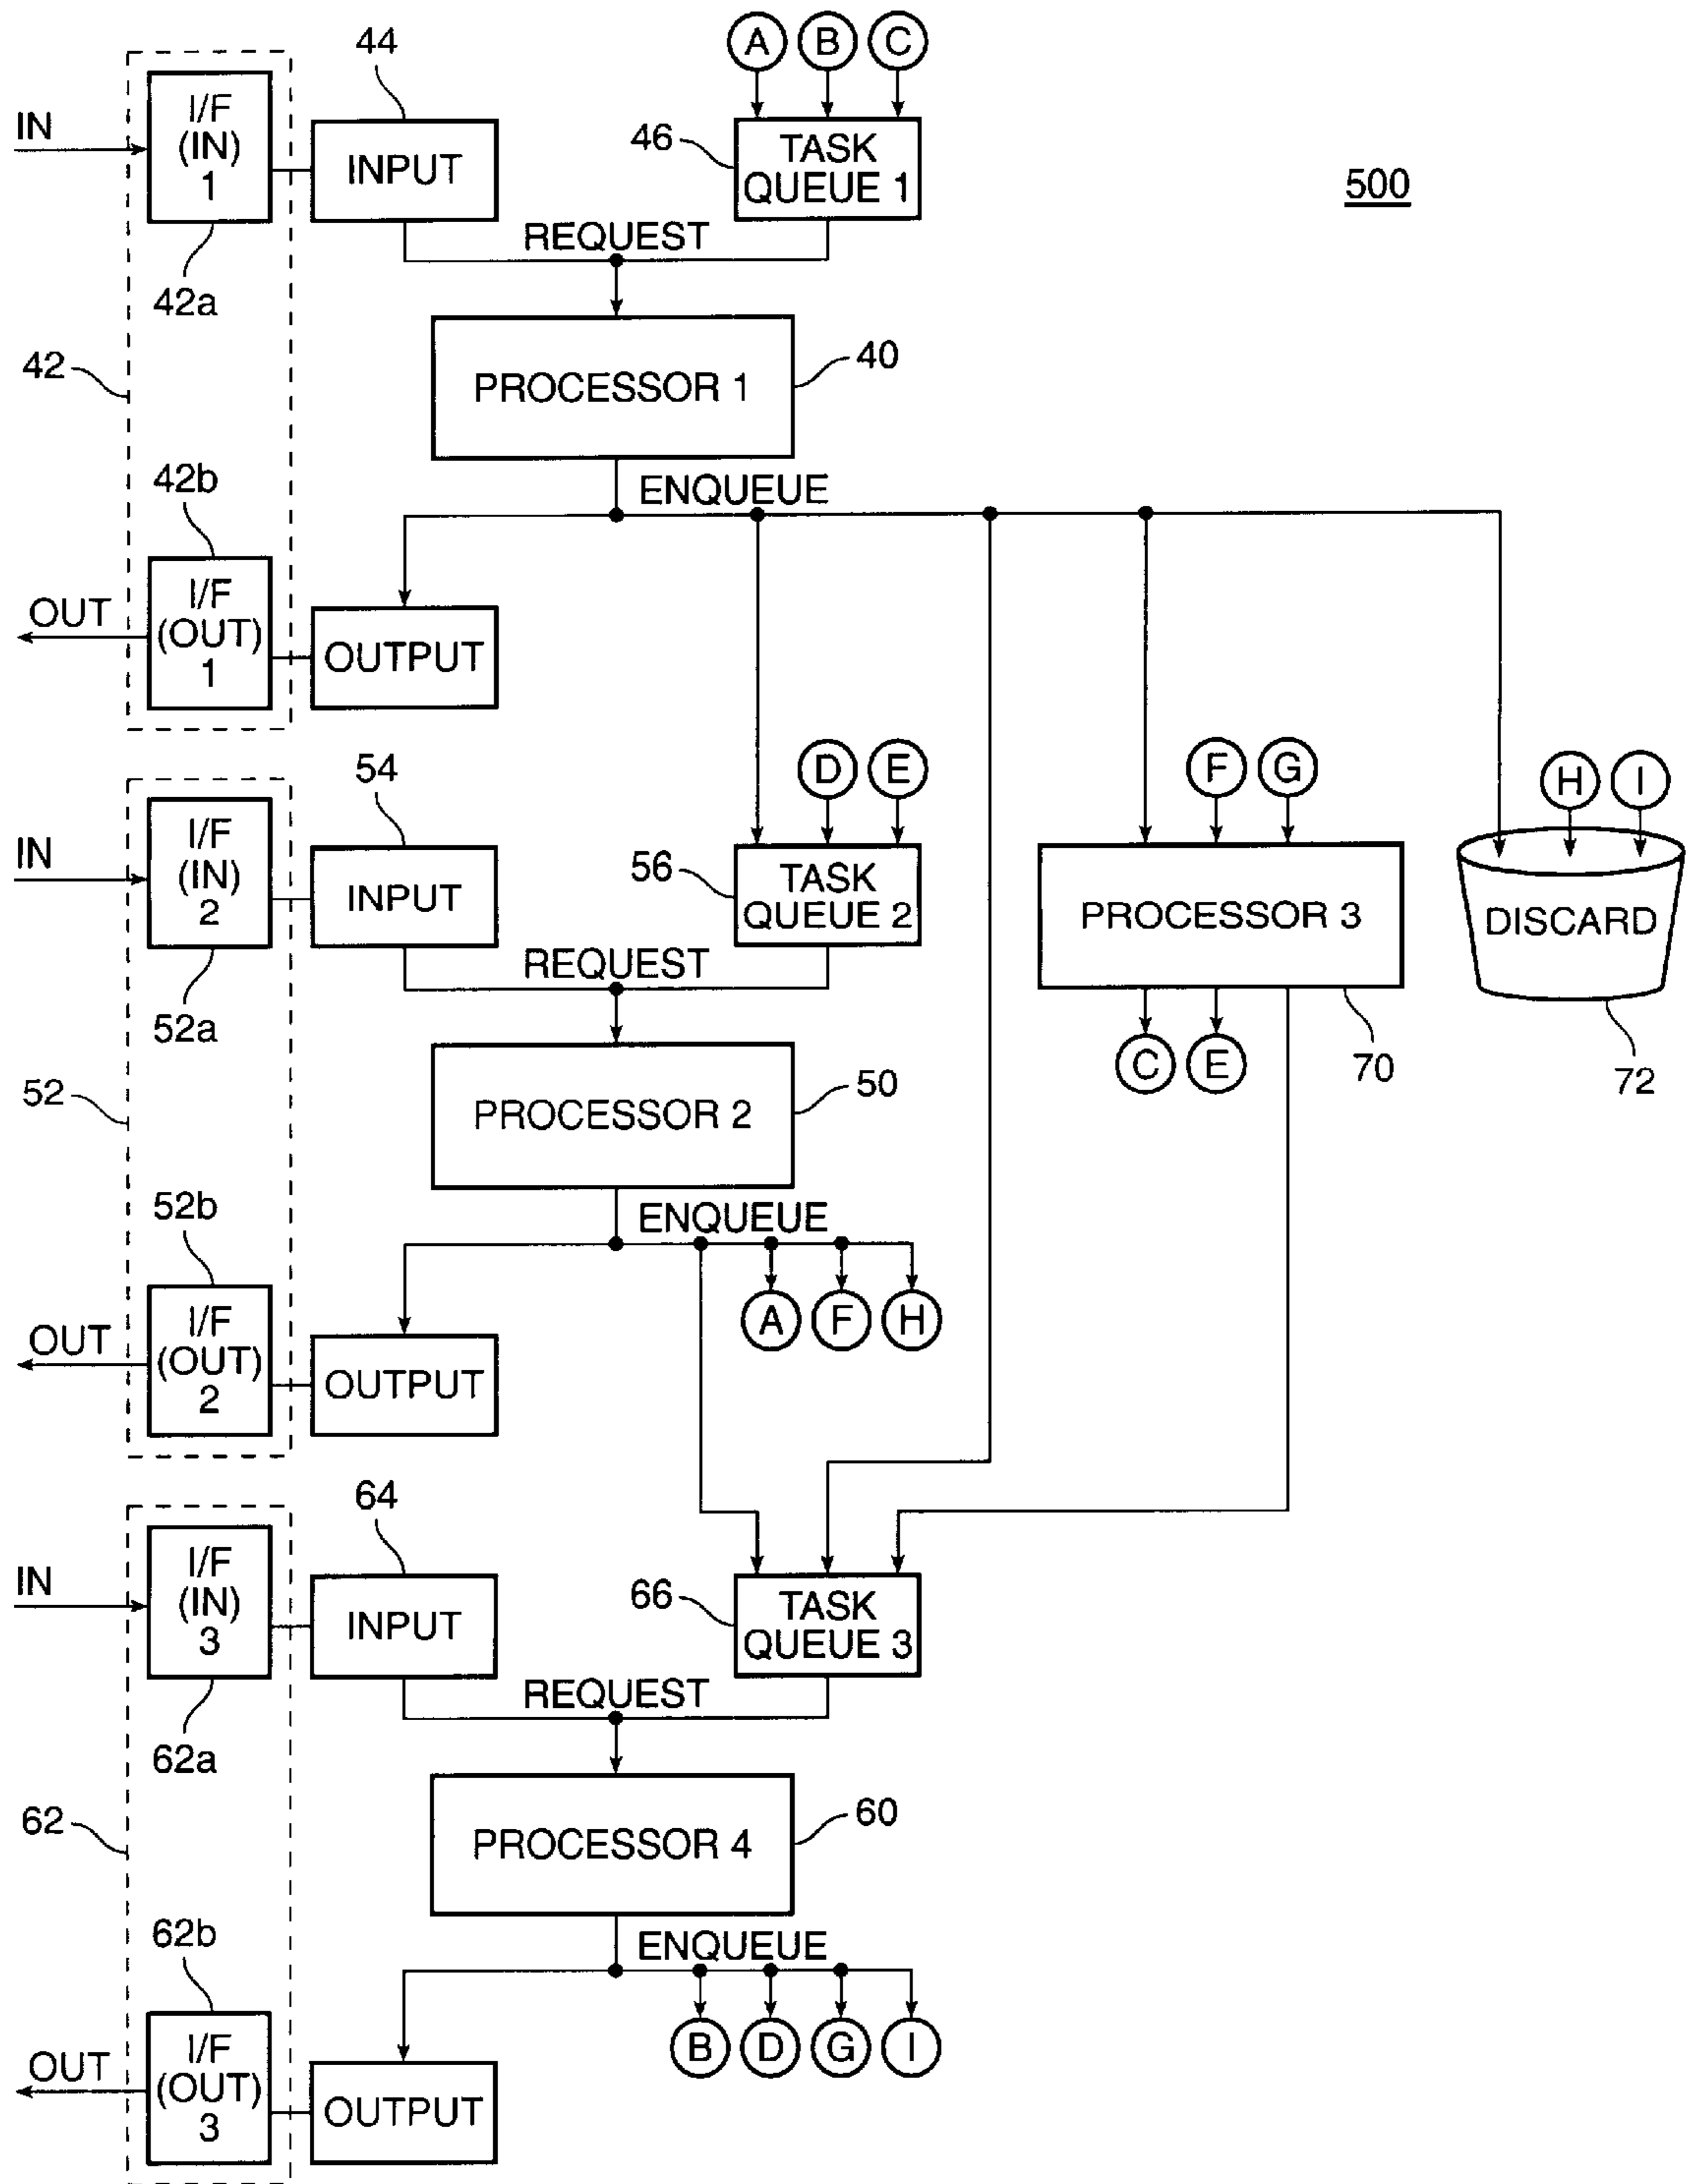 A B C
44
I/F
(IN)
1
IN
INPUT
46
TASK
QUEUE 1
500
REQUEST
42a
42
PROCESSOR 1
40
42b
ENQUEUE
I/F
(OUT)
1
OUT
OUTPUT
54
D E
F G
H I
I/F
(IN)
2
IN
INPUT
56
TASK
QUEUE 2
PROCESSOR 3
DISCARD
REQUEST
52a
C E
70
72
52
PROCESSOR 2
50
52b
ENQUEUE
A F H
I/F
(OUT)
2
OUT
OUTPUT
64
I/F
(IN)
3
IN
INPUT
66
TASK
QUEUE 3
REQUEST
62a
62
PROCESSOR 4
60
62b
ENQUEUE
B D G I
I/F
(OUT)
3
OUT
OUTPUT